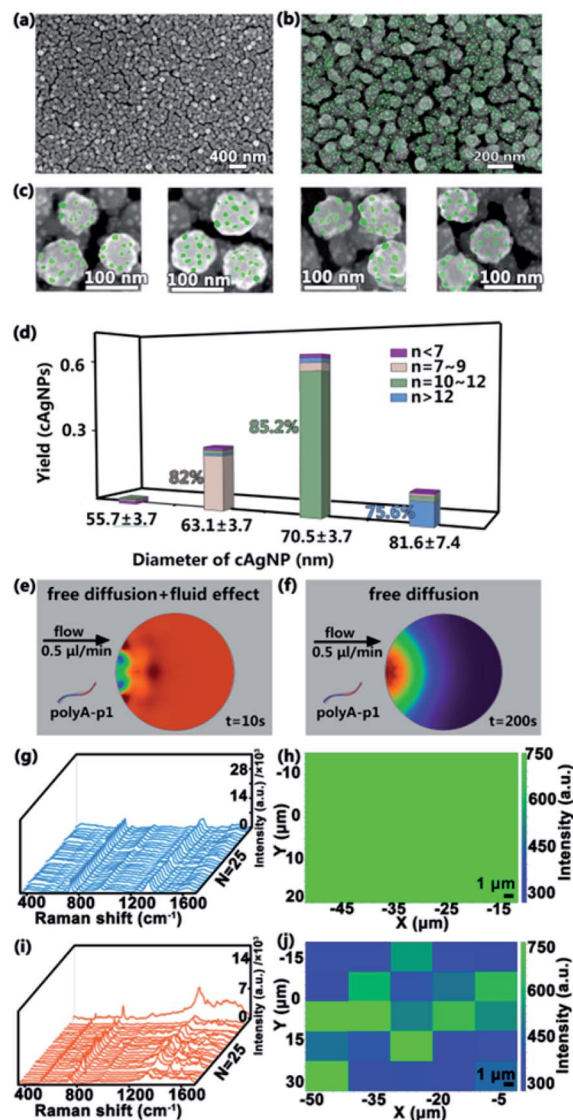 (a)
400 nm
(b)
200 nm
(c)
100 nm
100 nm
100 nm
100 nm
(d)
Yield (cAgNPs)
0.6
0.3
82%
85.2%
75.6%
n<7
n=7~9
n=10~12
n>12
55.7±3.7
63.1±3.7
70.5±3.7
81.6±7.4
Diameter of cAgNP (nm)
(e)
free diffusion+fluid effect
flow
0.5 μl/min
polyA-p1
t=10s
(f)
free diffusion
flow
0.5 μl/min
polyA-p1
t=200s
(g)
28
14
0
Intensity (a.u.) /×10³
N=25
400 800 1200 1600
Raman shift (cm⁻¹)
(h)
-10
0
10
20
Y (μm)
-45 -35 -25 -15
X (μm)
1 μm
750
600
450
300
Intensity (a.u.)
(i)
14
7
0
Intensity (a.u.) /×10³
N=25
400 800 1200 1600
Raman shift (cm⁻¹)
(j)
-15
0
15
30
Y (μm)
-50 -35 -20 -5
X (μm)
1 μm
750
600
450
300
Intensity (a.u.)